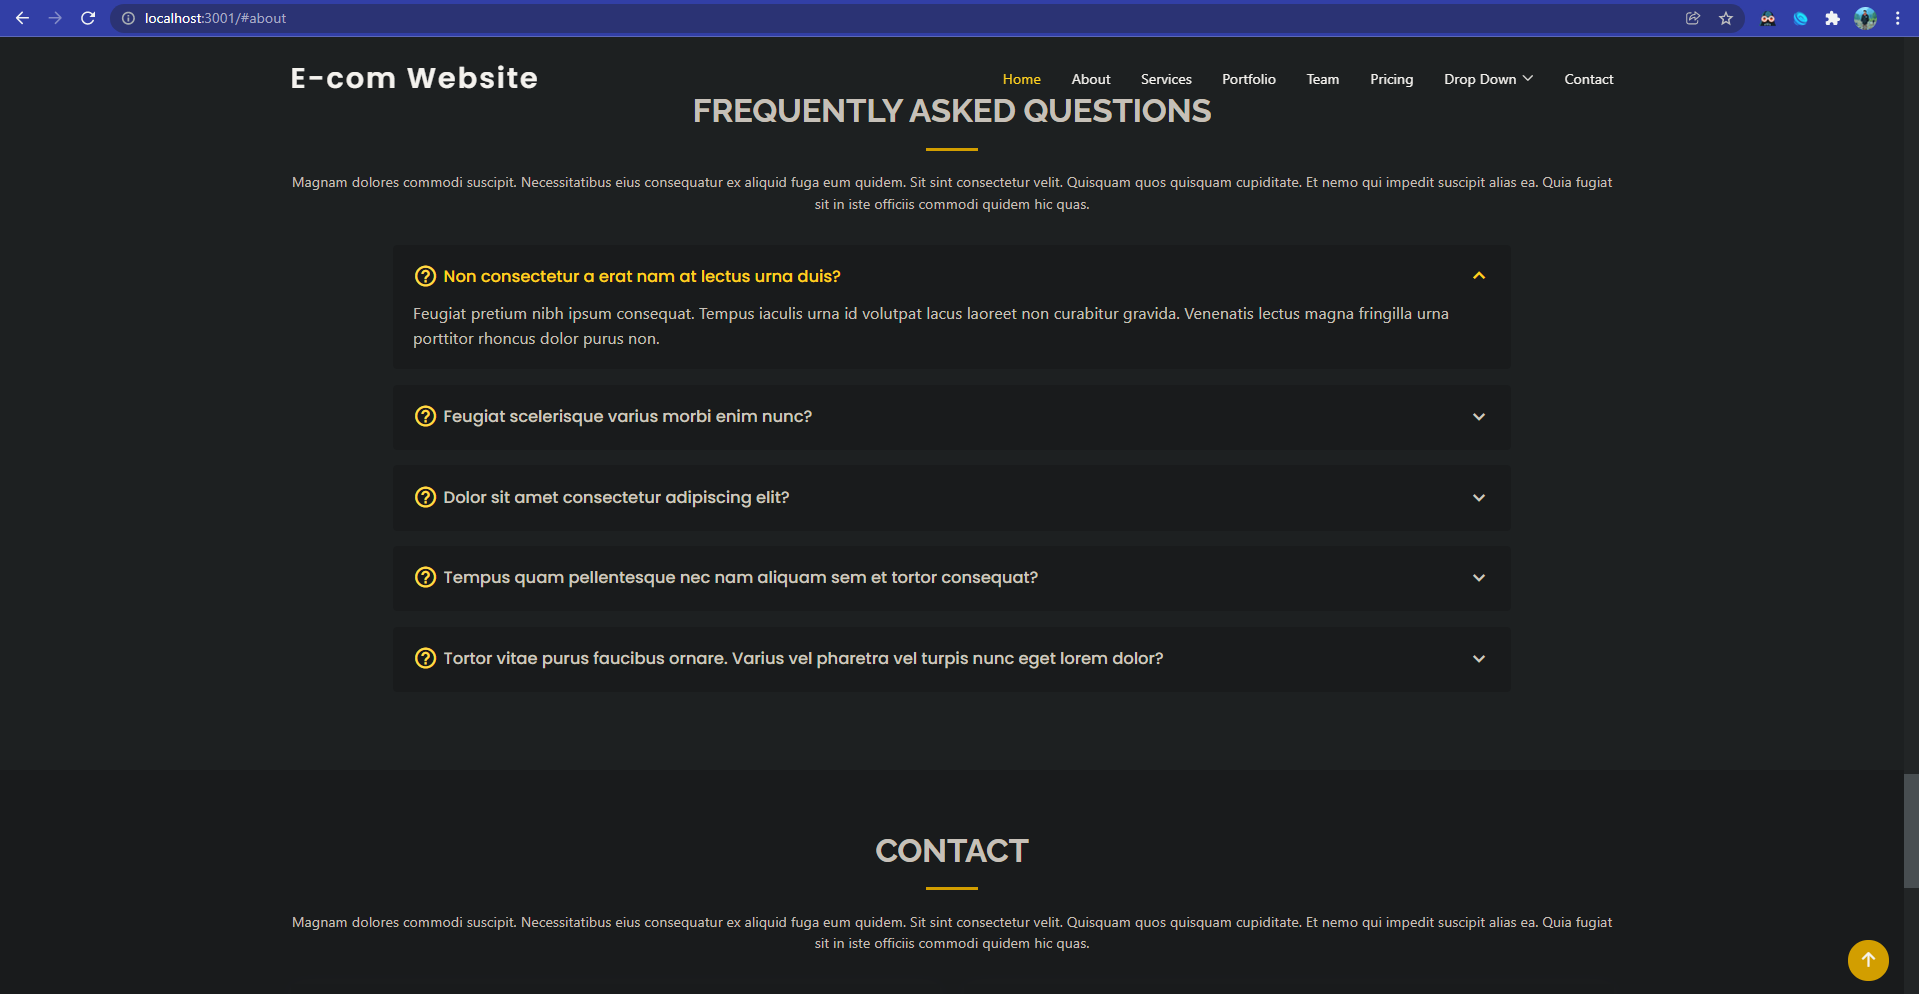 localhost:3001/#about
E-com Website
Home About Services Portfolio Team Pricing Drop Down Contact
FREQUENTLY ASKED QUESTIONS
Magnam dolores commodi suscipit. Necessitatibus eius consequatur ex aliquid fuga eum quidem. Sit sint consectetur velit. Quisquam quos quisquam cupiditate. Et nemo qui impedit suscipit alias ea. Quia fugiat
sit in iste officiis commodi quidem hic quas.
Non consectetur a erat nam at lectus urna duis?
Feugiat pretium nibh ipsum consequat. Tempus iaculis urna id volutpat lacus laoreet non curabitur gravida. Venenatis lectus magna fringilla urna
porttitor rhoncus dolor purus non.
Feugiat scelerisque varius morbi enim nunc?
Dolor sit amet consectetur adipiscing elit?
Tempus quam pellentesque nec nam aliquam sem et tortor consequat?
Tortor vitae purus faucibus ornare. Varius vel pharetra vel turpis nunc eget lorem dolor?
CONTACT
Magnam dolores commodi suscipit. Necessitatibus eius consequatur ex aliquid fuga eum quidem. Sit sint consectetur velit. Quisquam quos quisquam cupiditate. Et nemo qui impedit suscipit alias ea. Quia fugiat
sit in iste officiis commodi quidem hic quas.